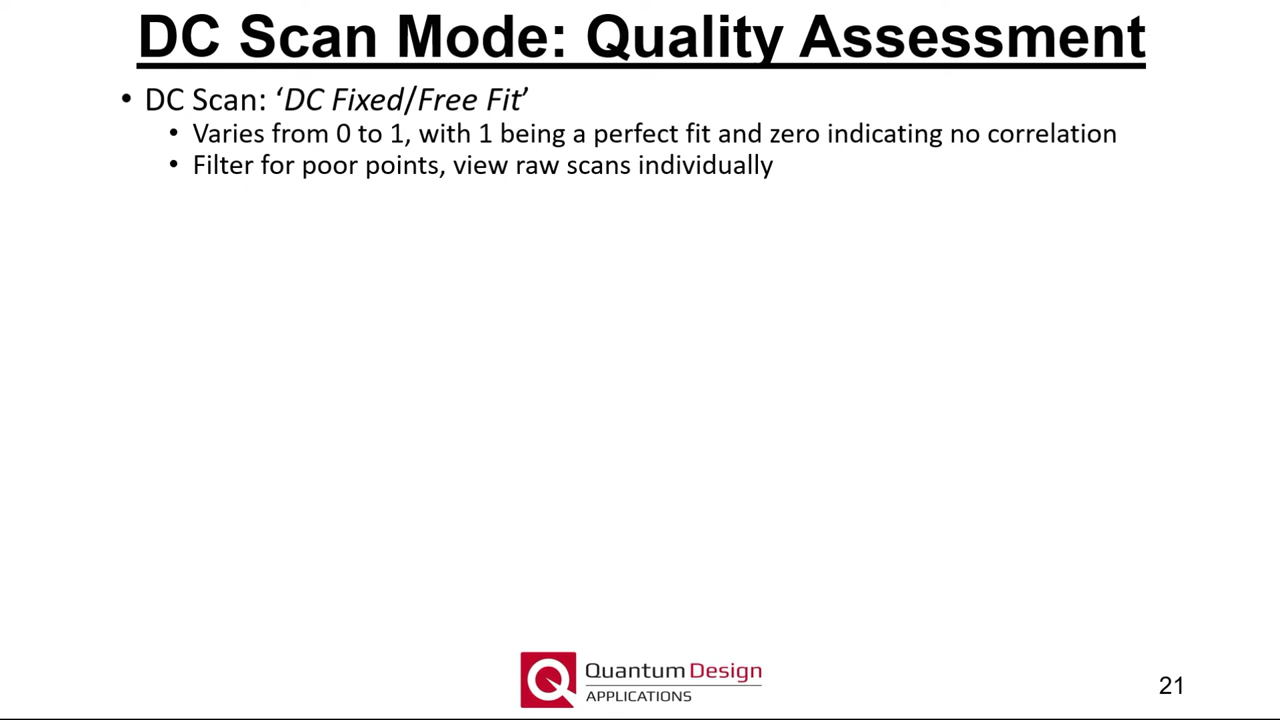 DC Scan Mode: Quality Assessment
• DC Scan: ‘DC Fixed/Free Fit’
• Varies from 0 to 1, with 1 being a perfect fit and zero indicating no correlation
• Filter for poor points, view raw scans individually
Quantum Design
APPLICATIONS
21